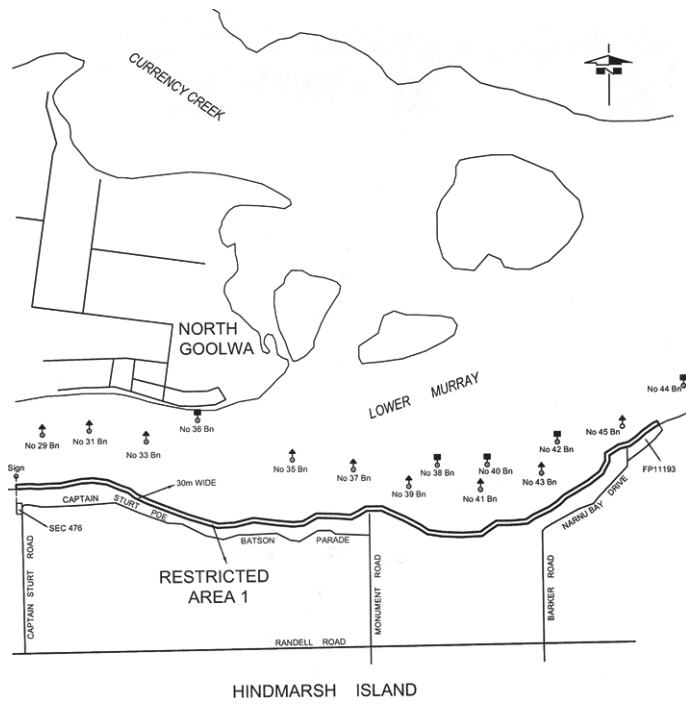 CURRENCY CREEK
N
NORTH
GOOLWA
LOWER MURRAY
No 44 Bn
No 36 Bn
No 45 Bn
No 29 Bn
No 31 Bn
No 33 Bn
No 42 Bn
No 35 Bn
No 37 Bn
No 38 Bn
No 40 Bn
No 43 Bn
No 39 Bn
No 41 Bn
Sign
30m WIDE
FP11193
CAPTAIN STURT PDE
SEC 476
BATSON PARADE
NARNU BAY DRIVE
RESTRICTED
AREA 1
CAPTAIN STURT ROAD
MONUMENT ROAD
BARKER ROAD
RANDELL ROAD
HINDMARSH ISLAND